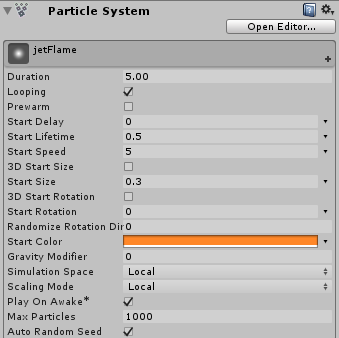 Particle System
Open Editor...
jetFlame
Duration 5.00
Looping
Prewarm
Start Delay 0
Start Lifetime 0.5
Start Speed 5
3D Start Size
Start Size 0.3
3D Start Rotation
Start Rotation 0
Randomize Rotation Dir 0
Start Color
Gravity Modifier 0
Simulation Space Local
Scaling Mode Local
Play On Awake*
Max Particles 1000
Auto Random Seed